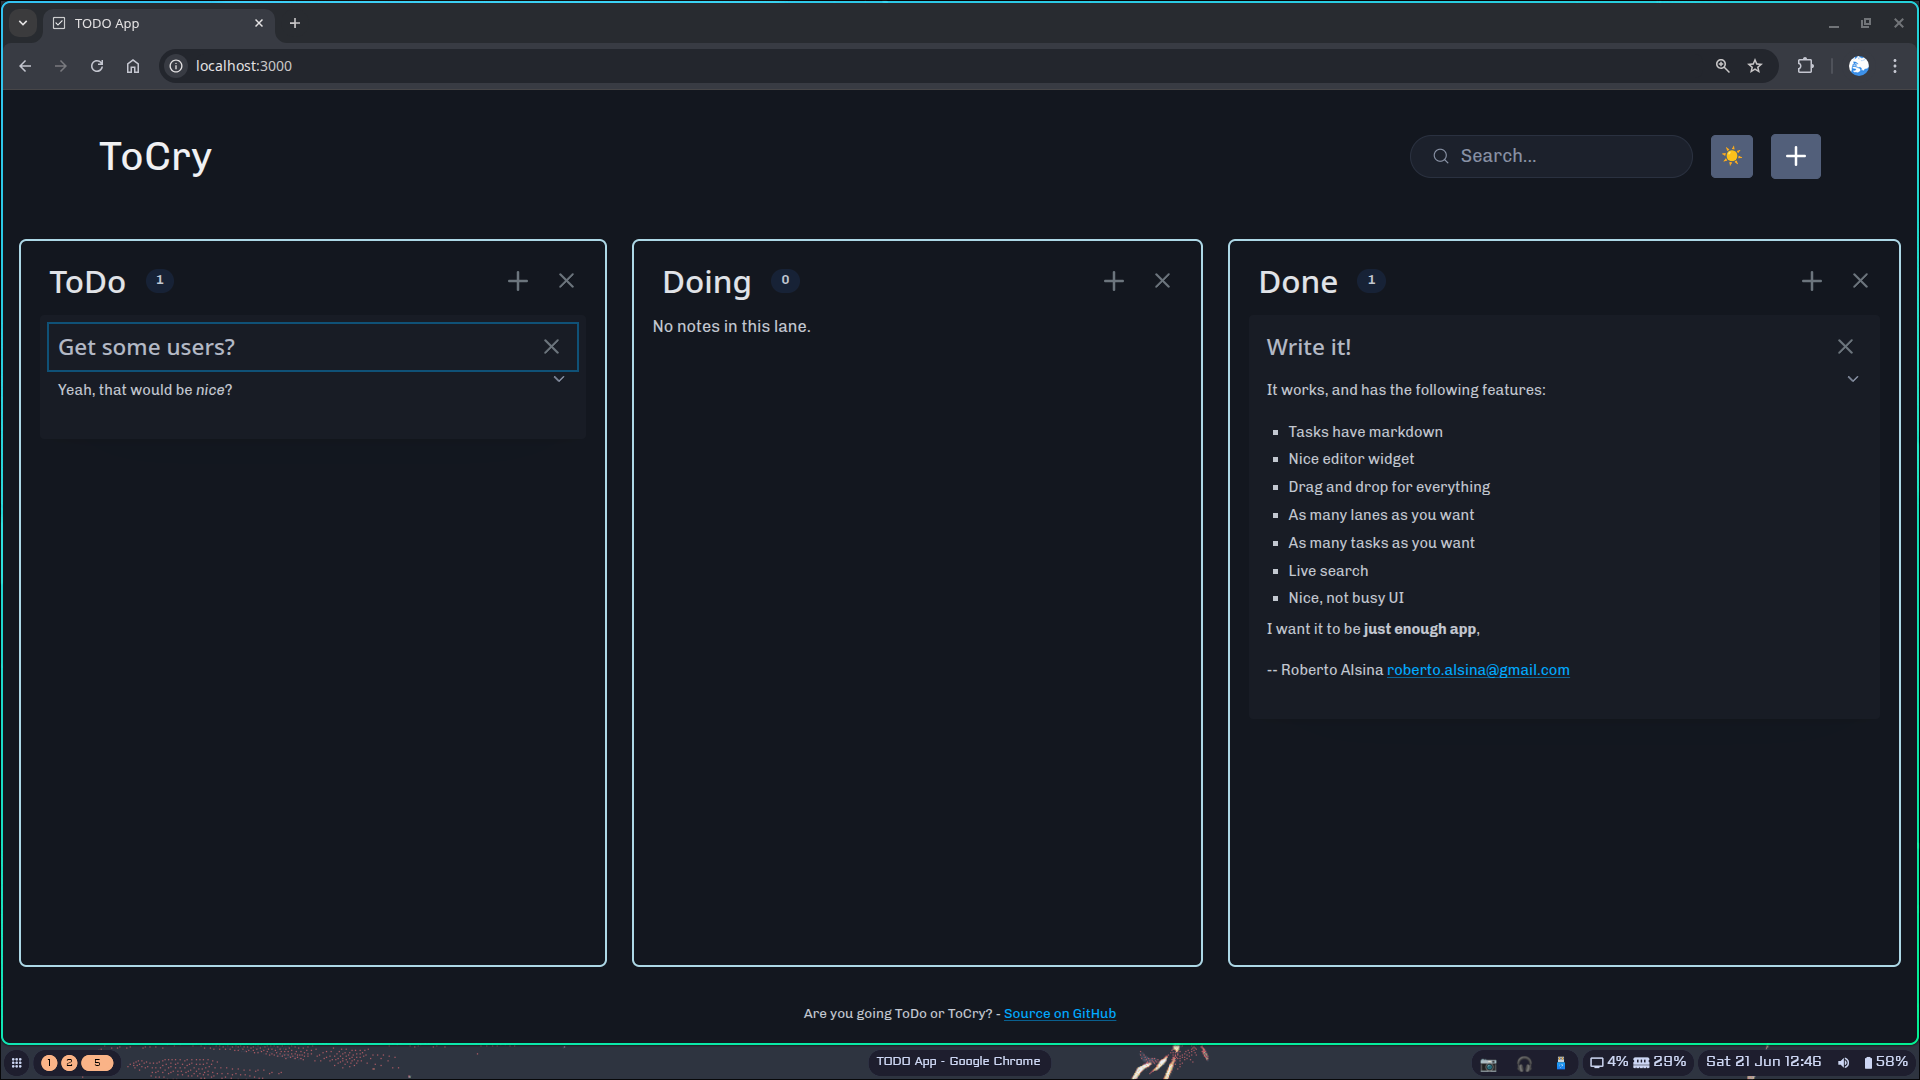 TODO App
localhost:3000
ToCry
Search...
ToDo 1
Get some users?
Yeah, that would be nice?
Doing 0
No notes in this lane.
Done 1
Write it!
It works, and has the following features:
Tasks have markdown
Nice editor widget
Drag and drop for everything
As many lanes as you want
As many tasks as you want
Live search
Nice, not busy UI
I want it to be just enough app,
-- Roberto Alsina roberto.alsina@gmail.com
Are you going ToDo or ToCry? - Source on GitHub
1 2 5
TODO App - Google Chrome
4% 29%
Sat 21 Jun 12:46
58%